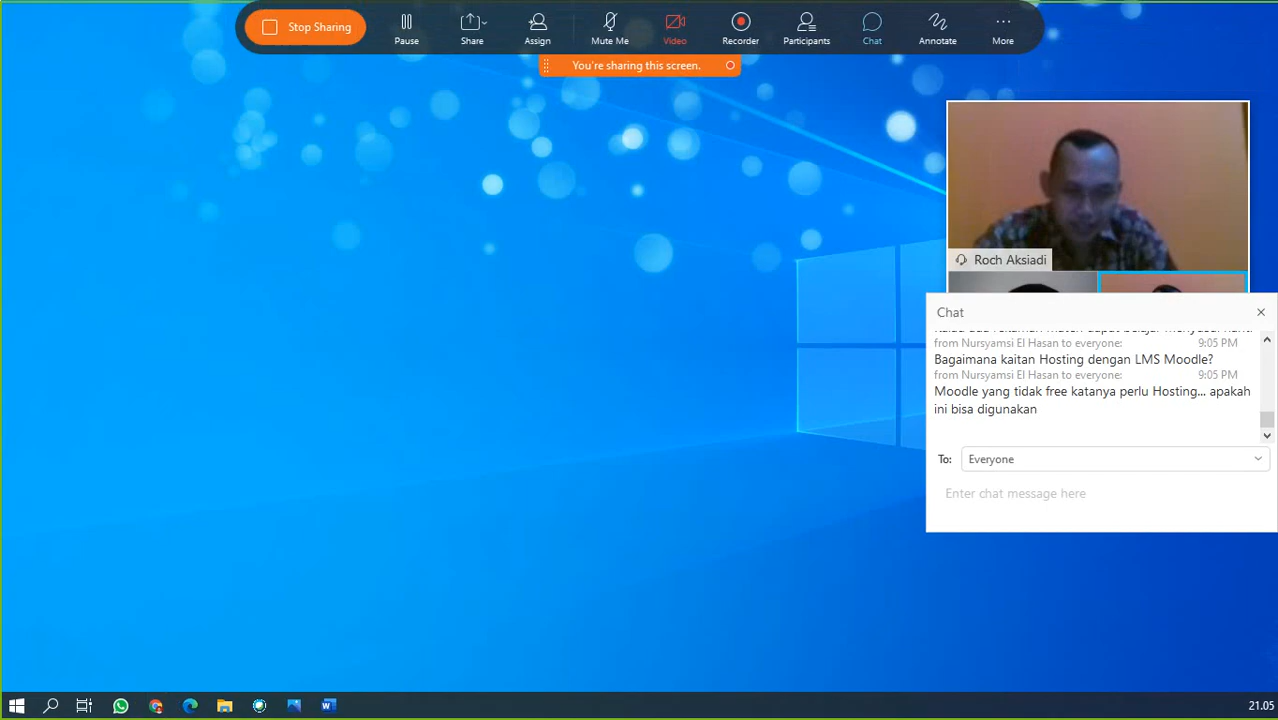 Stop Sharing
Pause
Share
Assign
Mute Me
Video
Recorder
Participants
Chat
Annotate
More
You're sharing this screen.
Roch Aksiadi
Chat
from Nursyamsi El Hasan to everyone: 9:05 PM
Bagaimana kaitan Hosting dengan LMS Moodle?
from Nursyamsi El Hasan to everyone: 9:05 PM
Moodle yang tidak free katanya perlu Hosting... apakah
ini bisa digunakan
To: Everyone
Enter chat message here
21.05